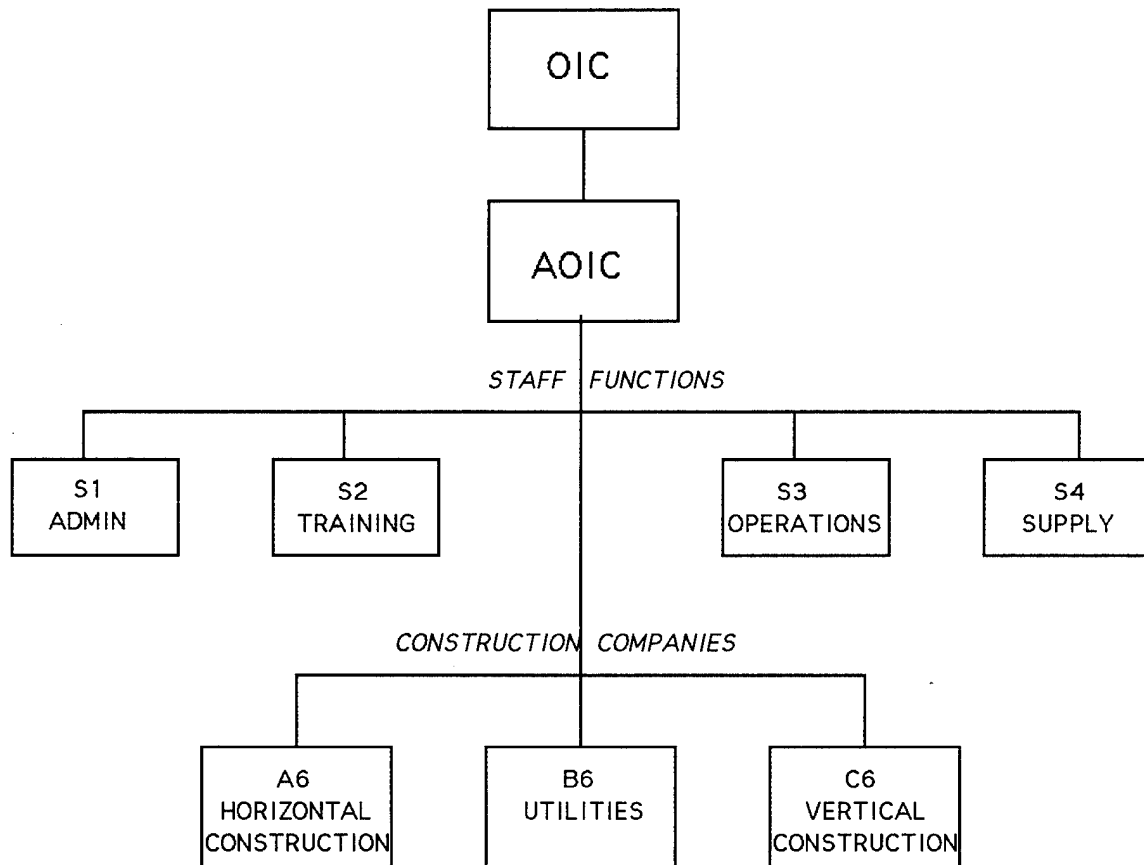 OIC
AOIC
STAFF FUNCTIONS
S1
ADMIN
S2
TRAINING
S3
OPERATIONS
S4
SUPPLY
CONSTRUCTION COMPANIES
A6
HORIZONTAL
CONSTRUCTION
B6
UTILITIES
C6
VERTICAL
CONSTRUCTION